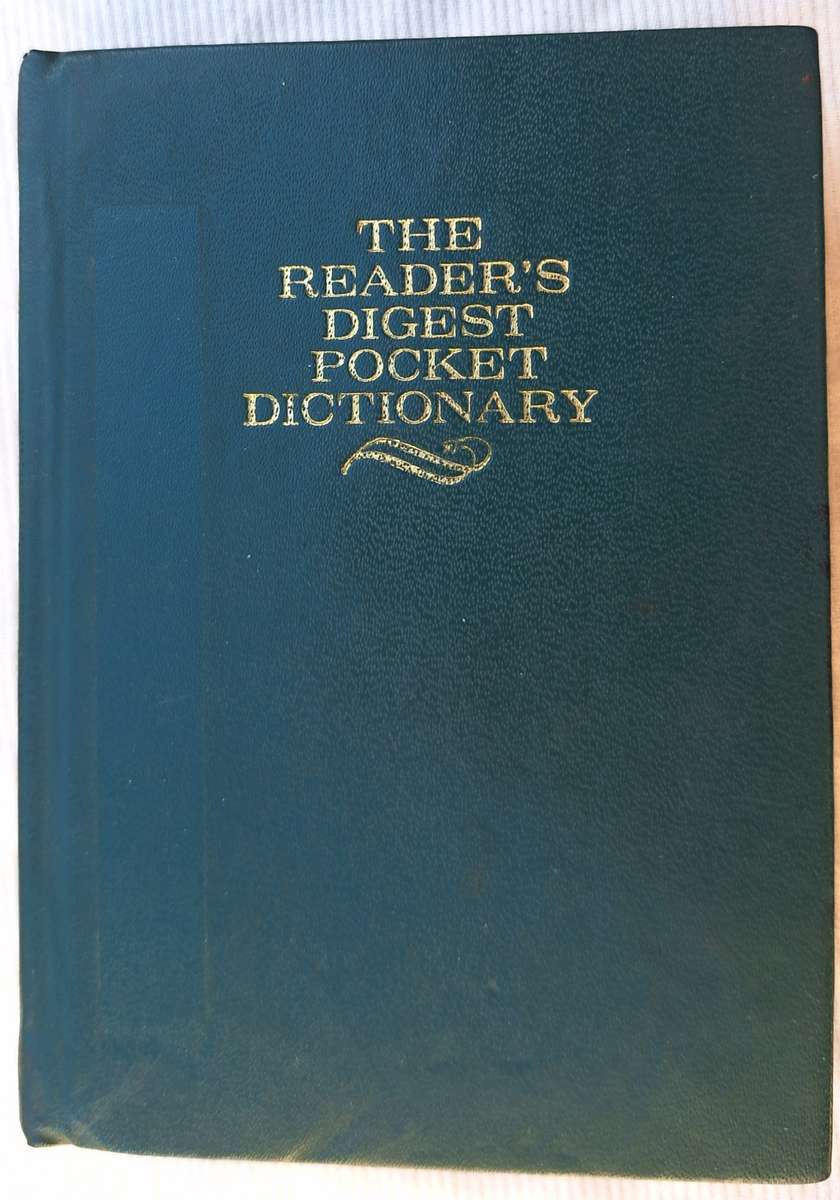 THE
READER'S
DIGEST
POCKET
DICTIONARY